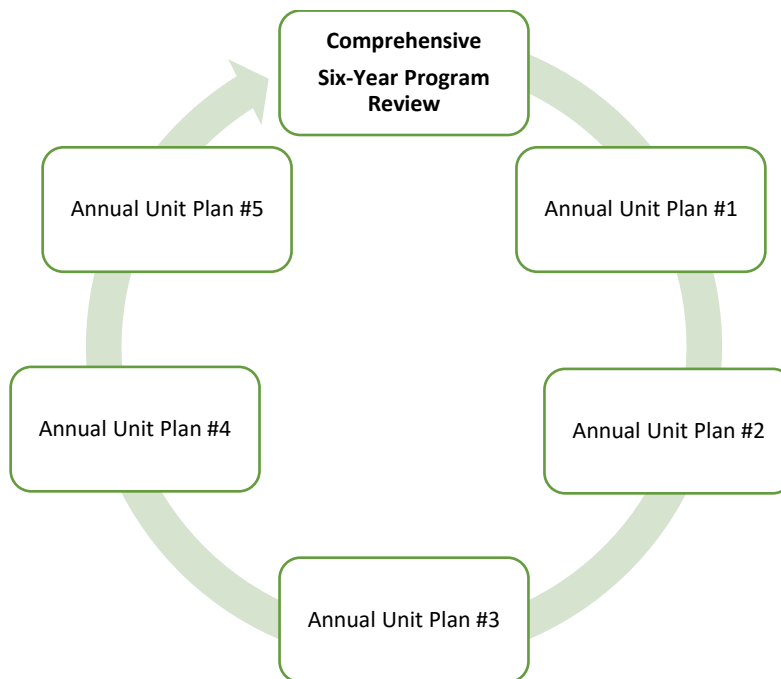 Comprehensive
Six-Year Program
Review
Annual Unit Plan #1
Annual Unit Plan #2
Annual Unit Plan #3
Annual Unit Plan #4
Annual Unit Plan #5